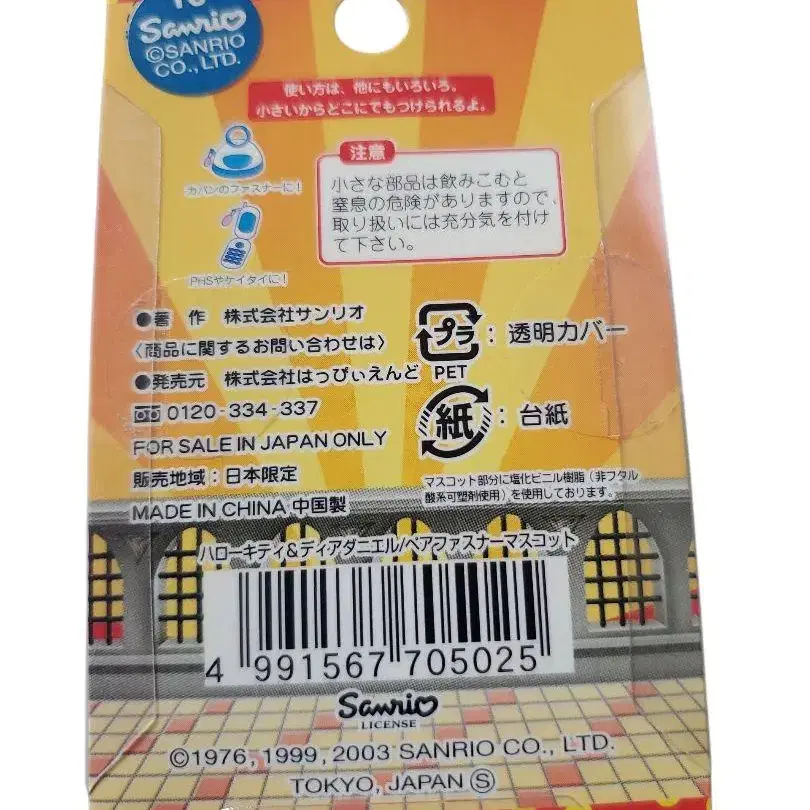 Sanrio
©SANRIO
CO., LTD.
使い方は、他にもいろいろ。
小さいからどこにでもつけられるよ。
カバンのファスナーに!
PHSやケイタイに!
注意
小さな部品は飲みこむと
窒息の危険がありますので、
取り扱いには充分気を付け
て下さい。
●著 作 株式会社サンリオ
〈商品に関するお問い合わせは〉
●発売元 株式会社はっぴぃえんど
0120-334-337
FOR SALE IN JAPAN ONLY
販売地域:日本限定
MADE IN CHINA 中国製
プラ : 透明カバー
PET
紙 : 台紙
マスコット部分に塩化ビニル樹脂(非フタル
酸系可塑剤使用)を使用しております。
ハローキティ&ディアダニエル/ペアファスナーマスコット
4 991567 705025
Sanrio
LICENSE
©1976, 1999, 2003 SANRIO CO., LTD.
TOKYO, JAPAN Ⓢ